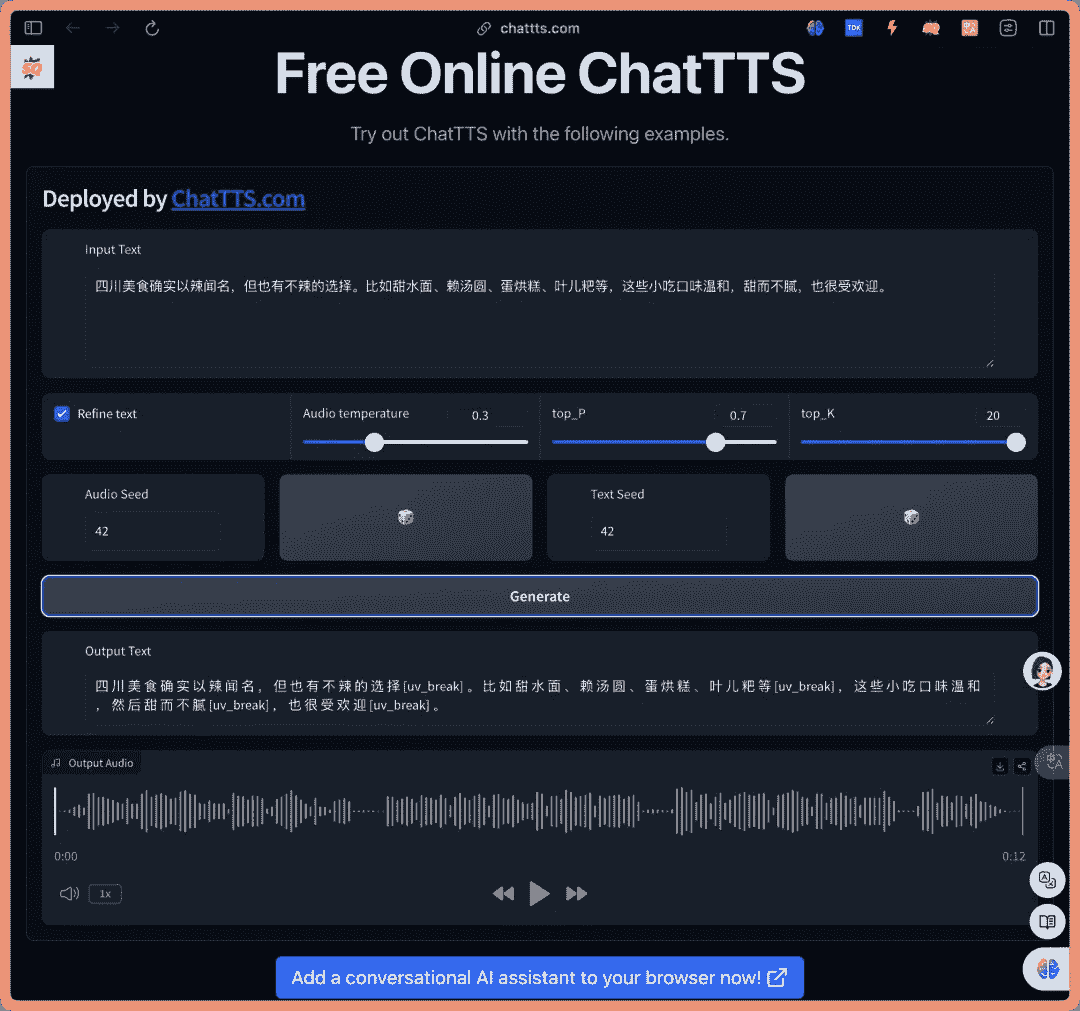 chattts.com
TDK
Free Online ChatTTS
Try out ChatTTS with the following examples.
Deployed by ChatTTS.com
Input Text
四川美食确实以辣闻名，但也有不辣的选择。比如甜水面、赖汤圆、蛋烘糕、叶儿粑等，这些小吃口味温和，甜而不腻，也很受欢迎。
Refine text
Audio temperature
0.3
top_P
0.7
top_K
20
Audio Seed
42
Text Seed
42
Generate
Output Text
四 川 美 食 确 实 以 辣 闻 名 ， 但 也 有 不 辣 的 选 择 [uv_break] 。 比 如 甜 水 面 、 赖 汤 圆 、 蛋 烘 糕 、 叶 儿 粑 等 [uv_break] ， 这 些 小 吃 口 味 温 和
， 然 后 甜 而 不 腻 [uv_break] ， 也 很 受 欢 迎 [uv_break] 。
Output Audio
0:00
0:12
1x
Add a conversational AI assistant to your browser now!